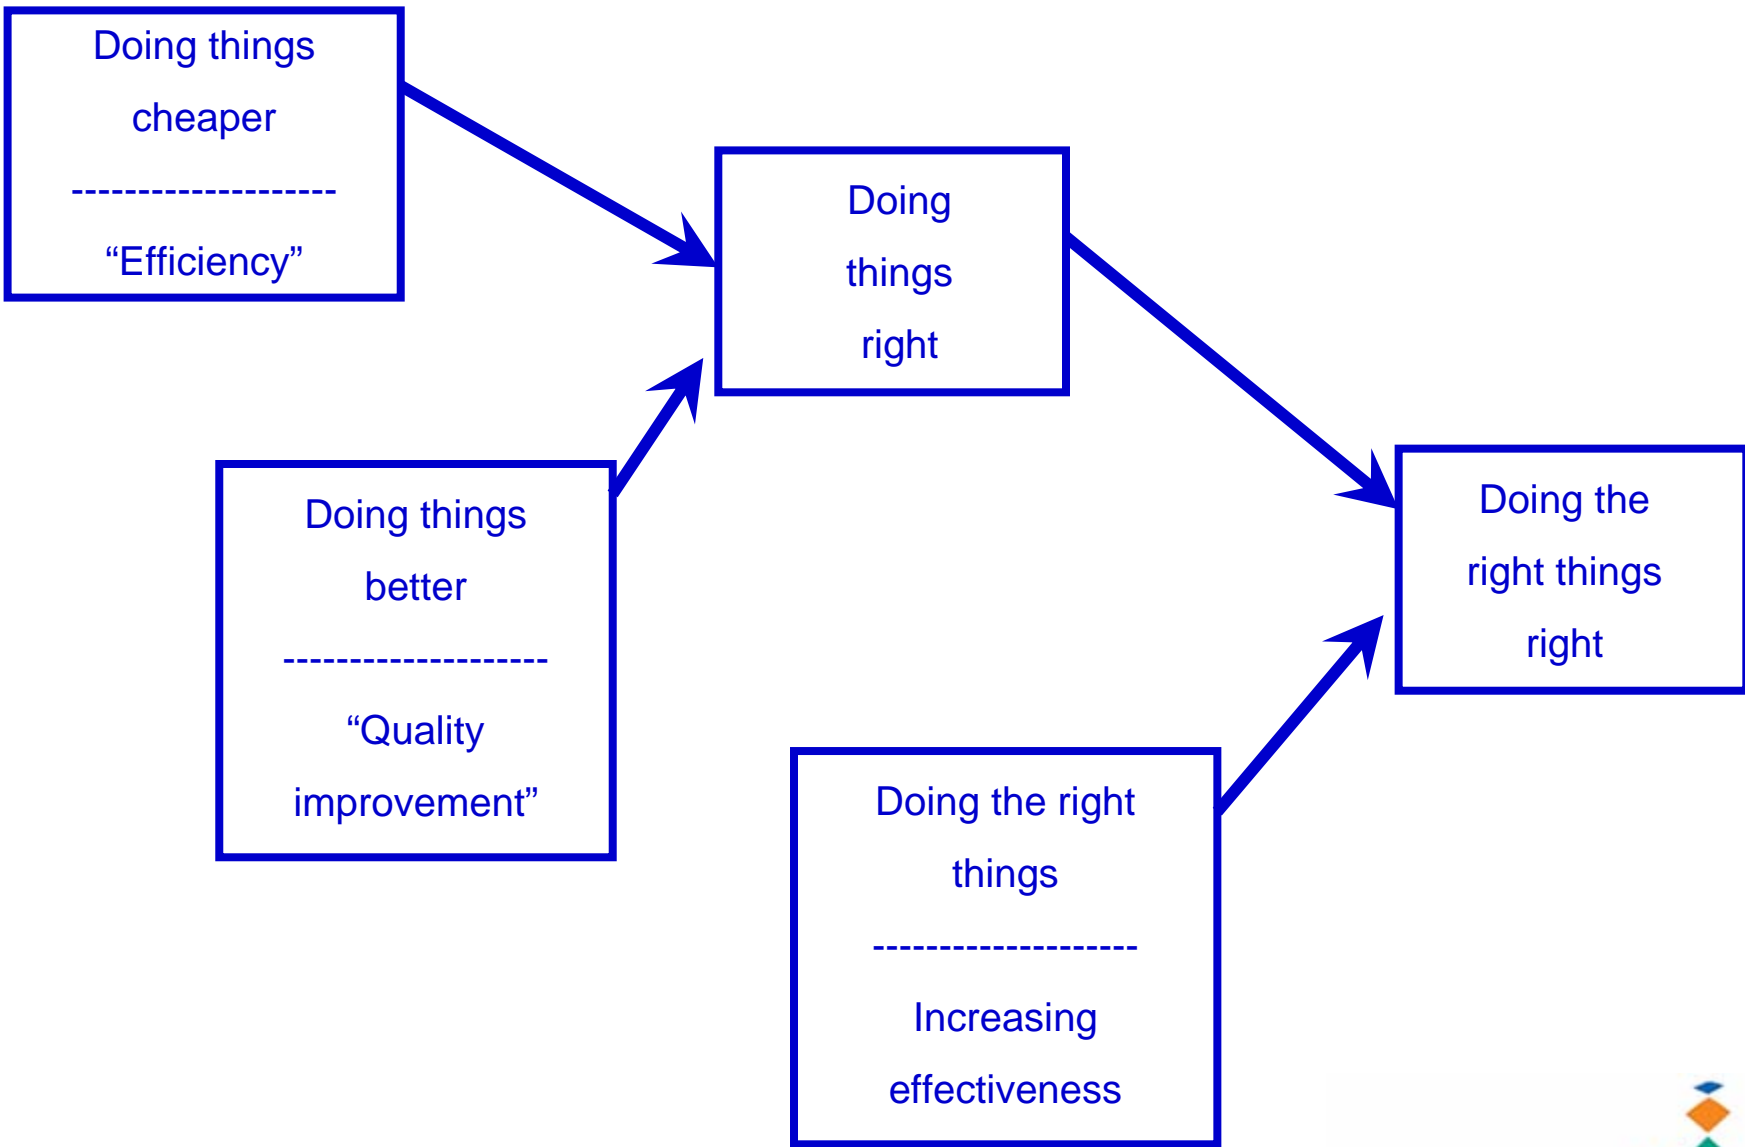 Doing things
cheaper
--------------------
“Efficiency”
Doing
things
right
Doing things
better
--------------------
“Quality
improvement”
Doing the
right things
right
Doing the right
things
--------------------
Increasing
effectiveness